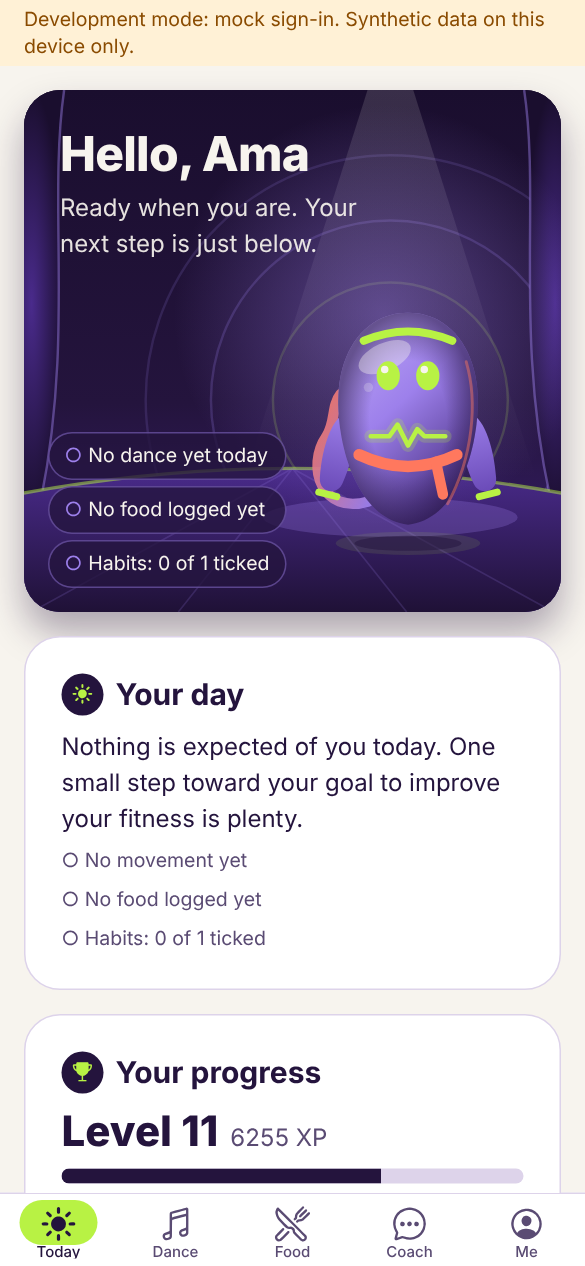 Development mode: mock sign-in. Synthetic data on this
device only.
Hello, Ama
Ready when you are. Your
next step is just below.
No dance yet today
No food logged yet
Habits: 0 of 1 ticked
Your day
Nothing is expected of you today. One
small step toward your goal to improve
your fitness is plenty.
No movement yet
No food logged yet
Habits: 0 of 1 ticked
Your progress
Level 11 6255 XP
Today Dance Food Coach Me